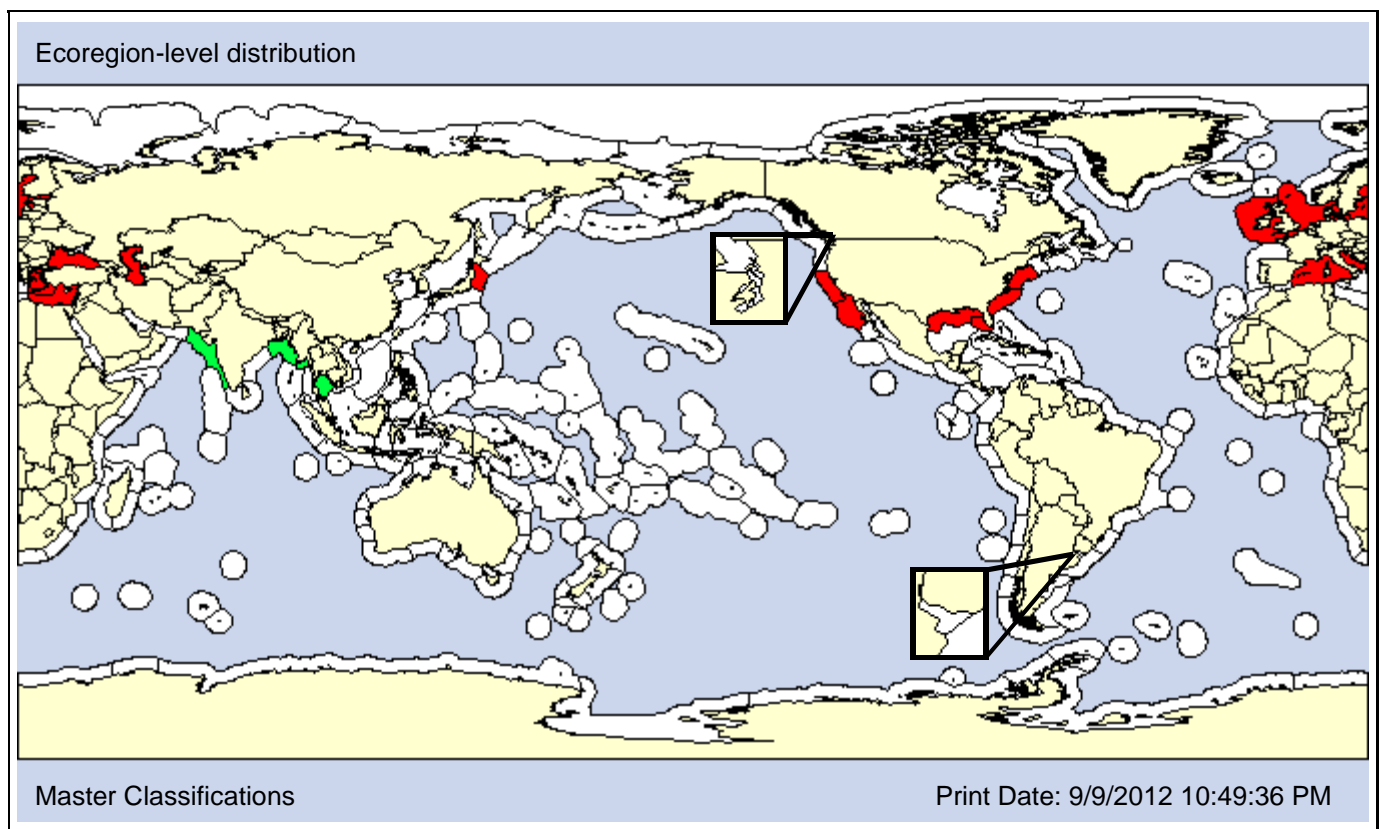 Ecoregion-level distribution
Master Classifications
Print Date: 9/9/2012 10:49:36 PM